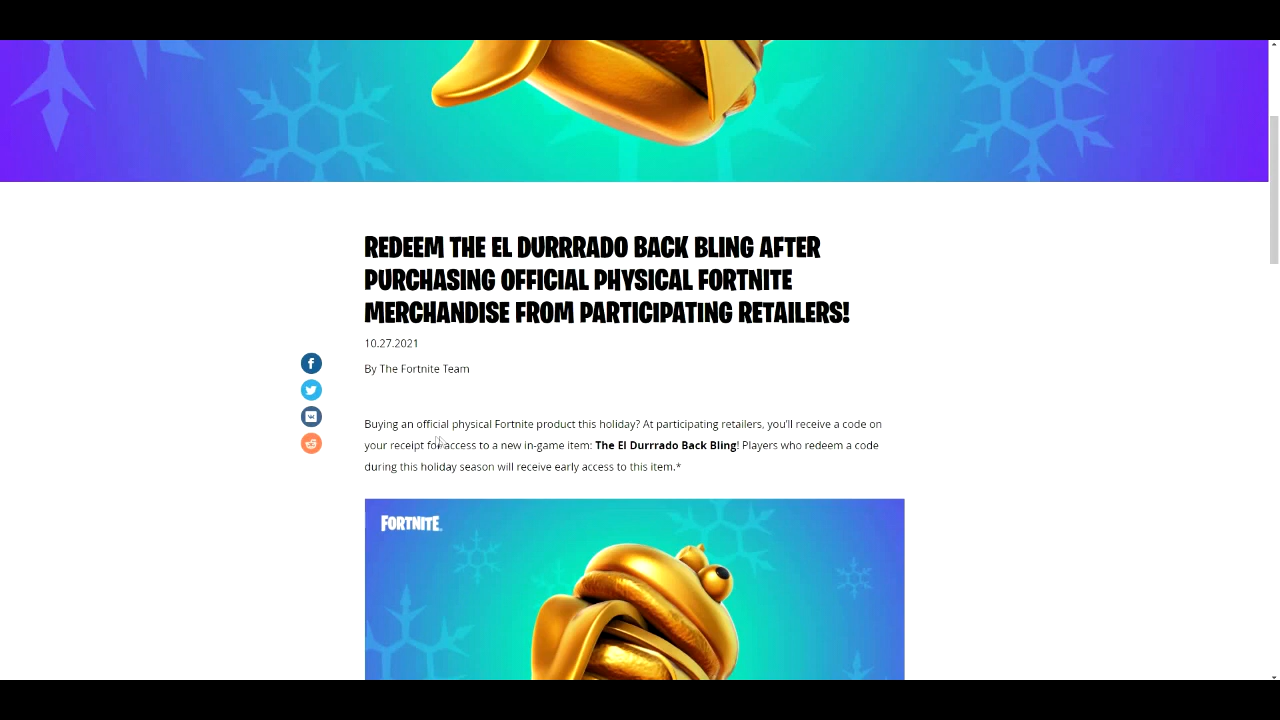 REDEEM THE EL DURRRADO BACK BLING AFTER
PURCHASING OFFICIAL PHYSICAL FORTNITE
MERCHANDISE FROM PARTICIPATING RETAILERS!
10.27.2021
By The Fortnite Team
Buying an official physical Fortnite product this holiday? At participating retailers, you'll receive a code on
your receipt for access to a new in-game item: The El Durrrado Back Bling! Players who redeem a code
during this holiday season will receive early access to this item.*
FORTNITE